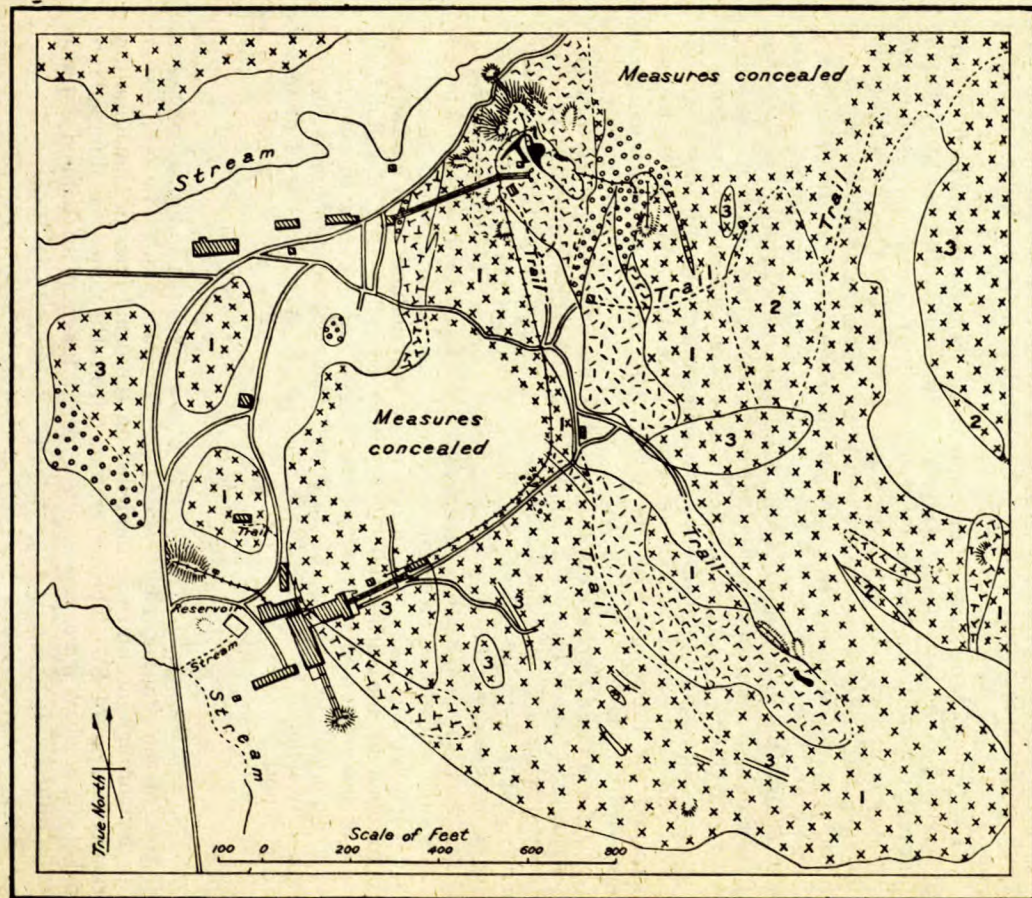 Measures concealed
1
Stream
3
Trail
Trail
3
1
Trail
2
3
1
1
Measures
concealed
1
3
2
1
1
Trail
Trail
Trail
1
1
Reservoir
3
Stream
3
1
Stream
3
1
True North
Scale of Feet
100 0 200 400 600 800